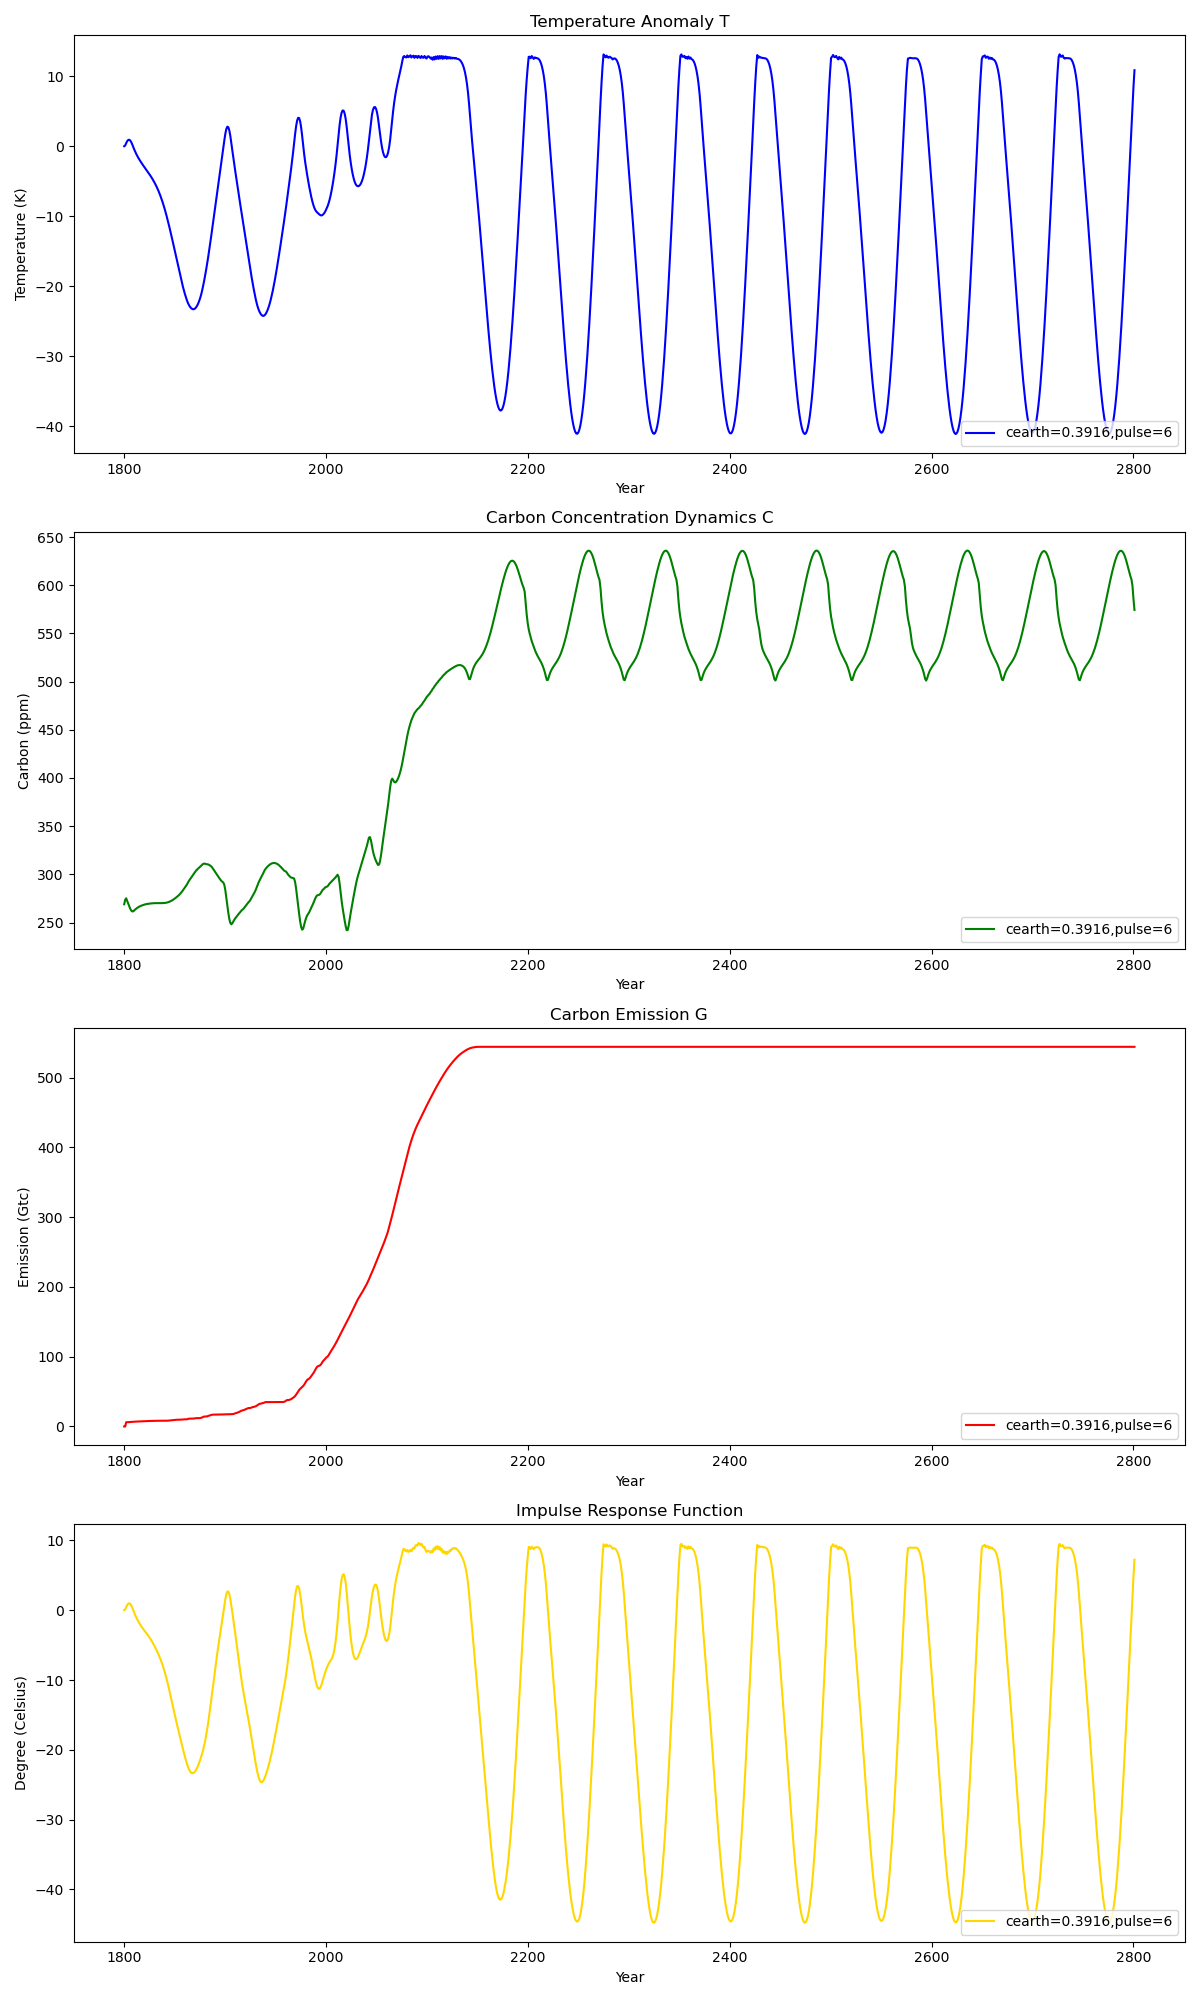 Temperature Anomaly T
Temperature (K)
10
0
−10
−20
−30
−40
cearth=0.3916,pulse=6
1800 2000 2200 2400 2600 2800
Year
Carbon Concentration Dynamics C
Carbon (ppm)
650
600
550
500
450
400
350
300
250
cearth=0.3916,pulse=6
1800 2000 2200 2400 2600 2800
Year
Carbon Emission G
Emission (Gtc)
500
400
300
200
100
0
cearth=0.3916,pulse=6
1800 2000 2200 2400 2600 2800
Year
Impulse Response Function
Degree (Celsius)
10
0
−10
−20
−30
−40
cearth=0.3916,pulse=6
1800 2000 2200 2400 2600 2800
Year